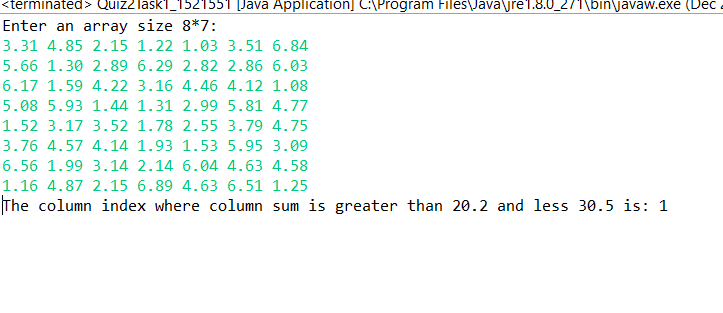 <terminated> Quiz2Task1_1521551 [Java Application] C:\Program Files\Java\jre1.8.0_271\bin\javaw.exe (Dec 2
Enter an array size 8*7:
3.31 4.85 2.15 1.22 1.03 3.51 6.84
5.66 1.30 2.89 6.29 2.82 2.86 6.03
6.17 1.59 4.22 3.16 4.46 4.12 1.08
5.08 5.93 1.44 1.31 2.99 5.81 4.77
1.52 3.17 3.52 1.78 2.55 3.79 4.75
3.76 4.57 4.14 1.93 1.53 5.95 3.09
6.56 1.99 3.14 2.14 6.04 4.63 4.58
1.16 4.87 2.15 6.89 4.63 6.51 1.25
The column index where column sum is greater than 20.2 and less 30.5 is: 1